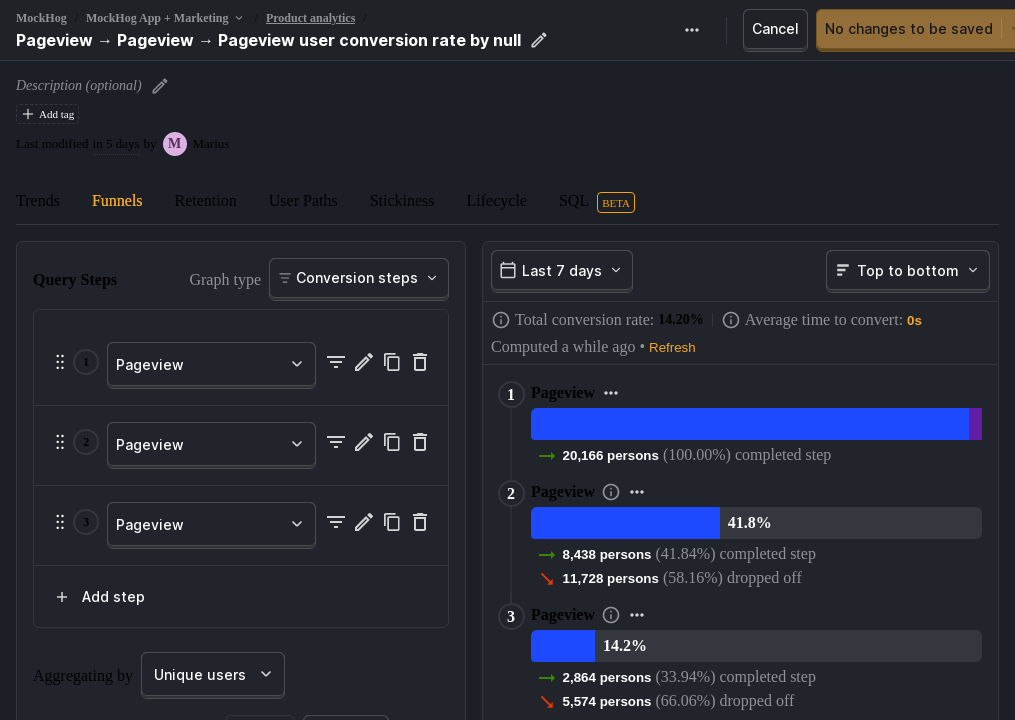 MockHog / MockHog App + Marketing / Product analytics /
Pageview → Pageview → Pageview user conversion rate by null
Cancel
No changes to be saved
Description (optional)
Add tag
Last modified in 5 days by M Marius
Trends Funnels Retention User Paths Stickiness Lifecycle SQL BETA
Query Steps
Graph type
Conversion steps
1 Pageview
2 Pageview
3 Pageview
Add step
Aggregating by
Unique users
Last 7 days
Top to bottom
Total conversion rate: 14.20%
Average time to convert: 0s
Computed a while ago • Refresh
1 Pageview
20,166 persons (100.00%) completed step
2 Pageview
41.8%
8,438 persons (41.84%) completed step
11,728 persons (58.16%) dropped off
3 Pageview
14.2%
2,864 persons (33.94%) completed step
5,574 persons (66.06%) dropped off